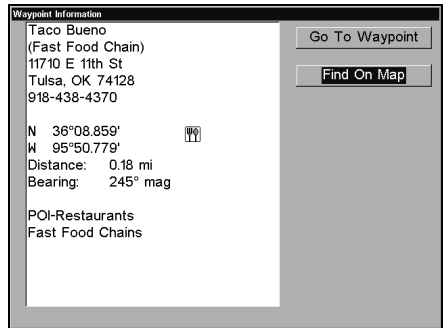 Waypoint Information
Taco Bueno
(Fast Food Chain)
11710 E 11th St
Tulsa, OK 74128
918-438-4370
N 36°08.859'
W 95°50.779'
Distance: 0.18 mi
Bearing: 245° mag
POI-Restaurants
Fast Food Chains
Go To Waypoint
Find On Map